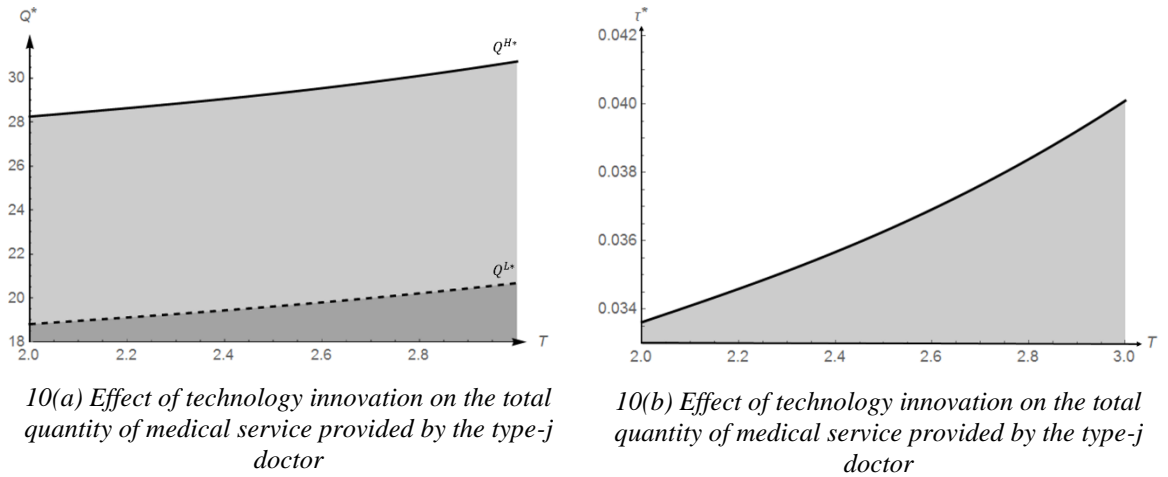 Q*
Q^{H*}
30
28
26
24
22
Q^{L*}
20
18
2.0 2.2 2.4 2.6 2.8 T
10(a) Effect of technology innovation on the total
quantity of medical service provided by the type-j
doctor
τ*
0.042
0.040
0.038
0.036
0.034
2.0 2.2 2.4 2.6 2.8 3.0 T
10(b) Effect of technology innovation on the total
quantity of medical service provided by the type-j
doctor